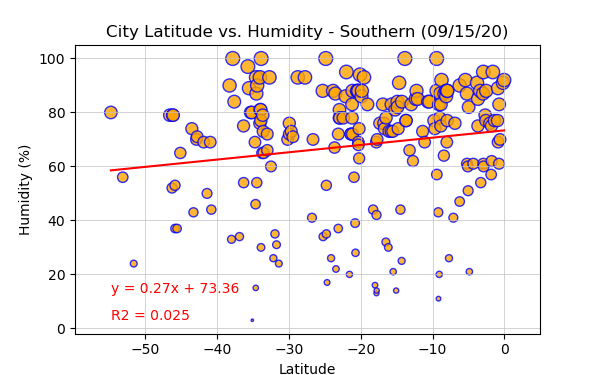 City Latitude vs. Humidity - Southern (09/15/20)
100
80
60
40
20
0
Humidity (%)
y = 0.27x + 73.36
R2 = 0.025
−50 −40 −30 −20 −10 0
Latitude